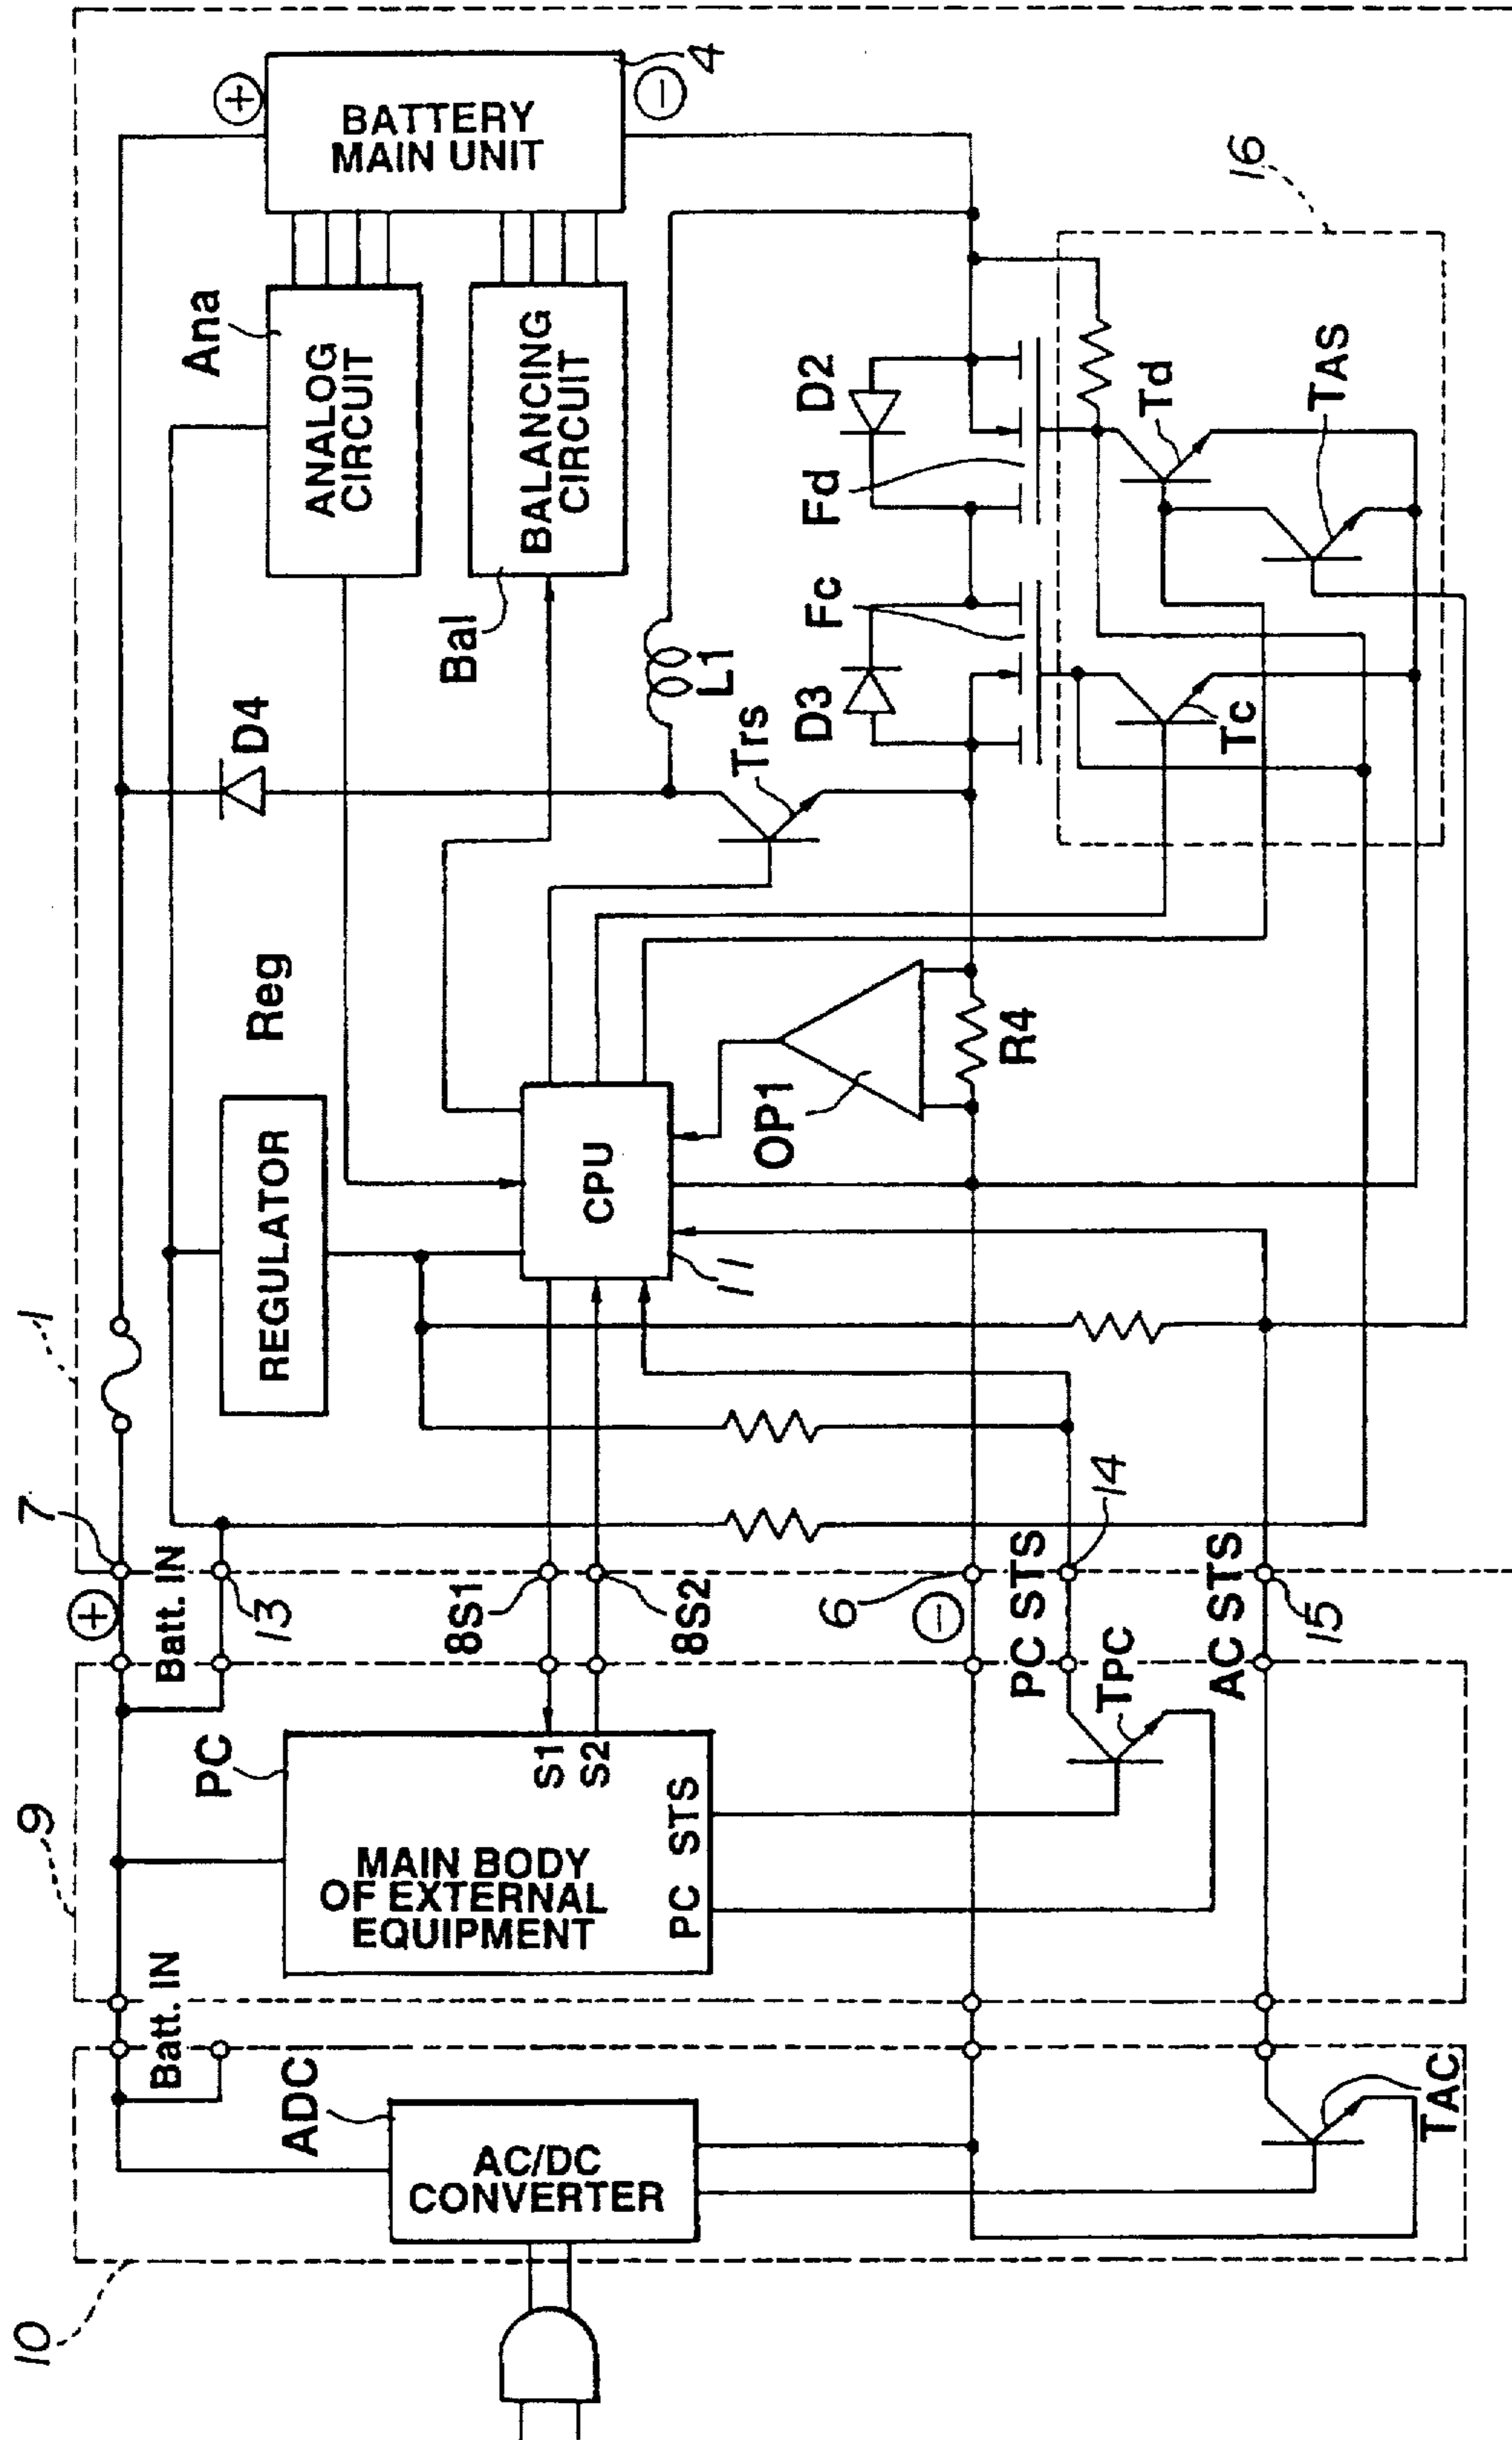 10
9
1
ADC
AC/DC
CONVERTER
TAC
Batt. IN
PC
MAIN BODY
OF EXTERNAL
EQUIPMENT
S1
S2
PC STS
TPC
⊕
7
Batt. IN
13
8S1
8S2
6
⊖
PC STS
14
AC STS
15
REGULATOR
Reg
CPU
11
OP1
R4
D4
Trs
L1
Ana
ANALOG
CIRCUIT
Bal
BALANCING
CIRCUIT
⊕
BATTERY
MAIN UNIT
4
⊖
D3
Fc
D2
Fd
Tc
Td
TAS
16